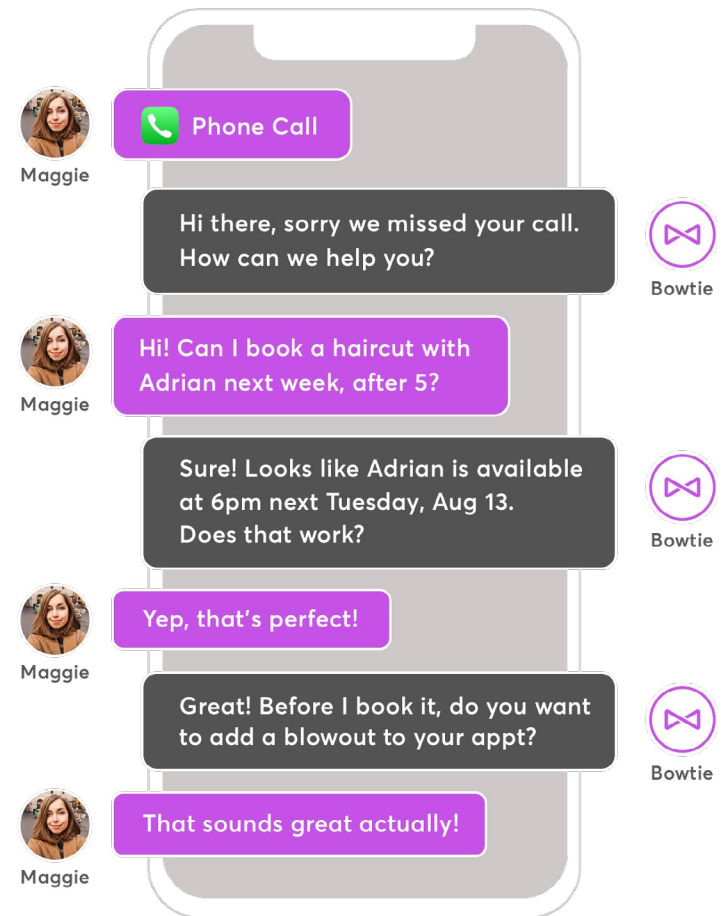 Phone Call
Maggie
Hi there, sorry we missed your call.
How can we help you?
Bowtie
Hi! Can I book a haircut with
Adrian next week, after 5?
Maggie
Sure! Looks like Adrian is available
at 6pm next Tuesday, Aug 13.
Does that work?
Bowtie
Yep, that's perfect!
Maggie
Great! Before I book it, do you want
to add a blowout to your appt?
Bowtie
That sounds great actually!
Maggie